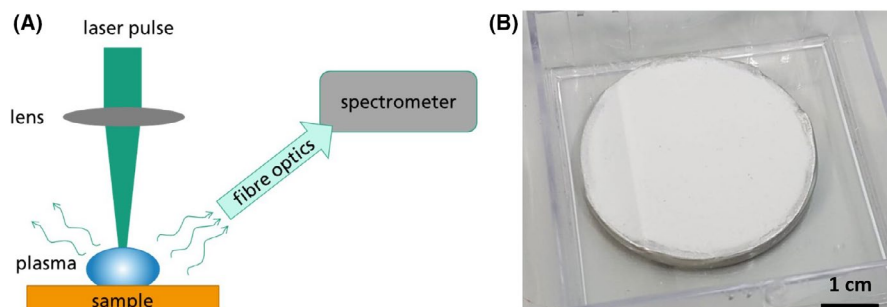 (A)
laser pulse
lens
spectrometer
fibre optics
plasma
sample
(B)
1 cm